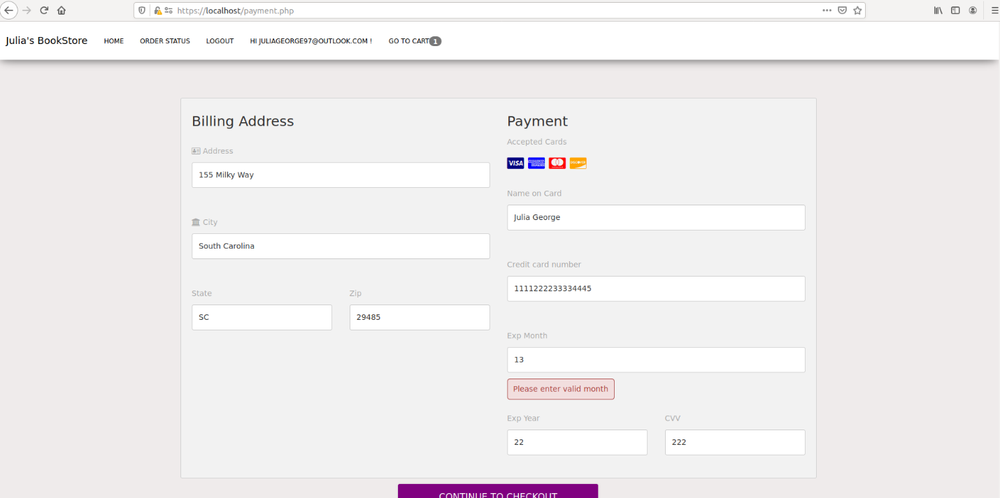 https://localhost/payment.php
Julia's BookStore HOME ORDER STATUS LOGOUT HI JULIAGEORGE97@OUTLOOK.COM ! GO TO CART 1
Billing Address
Address
155 Milky Way
City
South Carolina
State Zip
SC 29485
Payment
Accepted Cards
VISA DISCOVER
Name on Card
Julia George
Credit card number
1111222233334445
Exp Month
13
Please enter valid month
Exp Year CVV
22 222
CONTINUE TO CHECKOUT